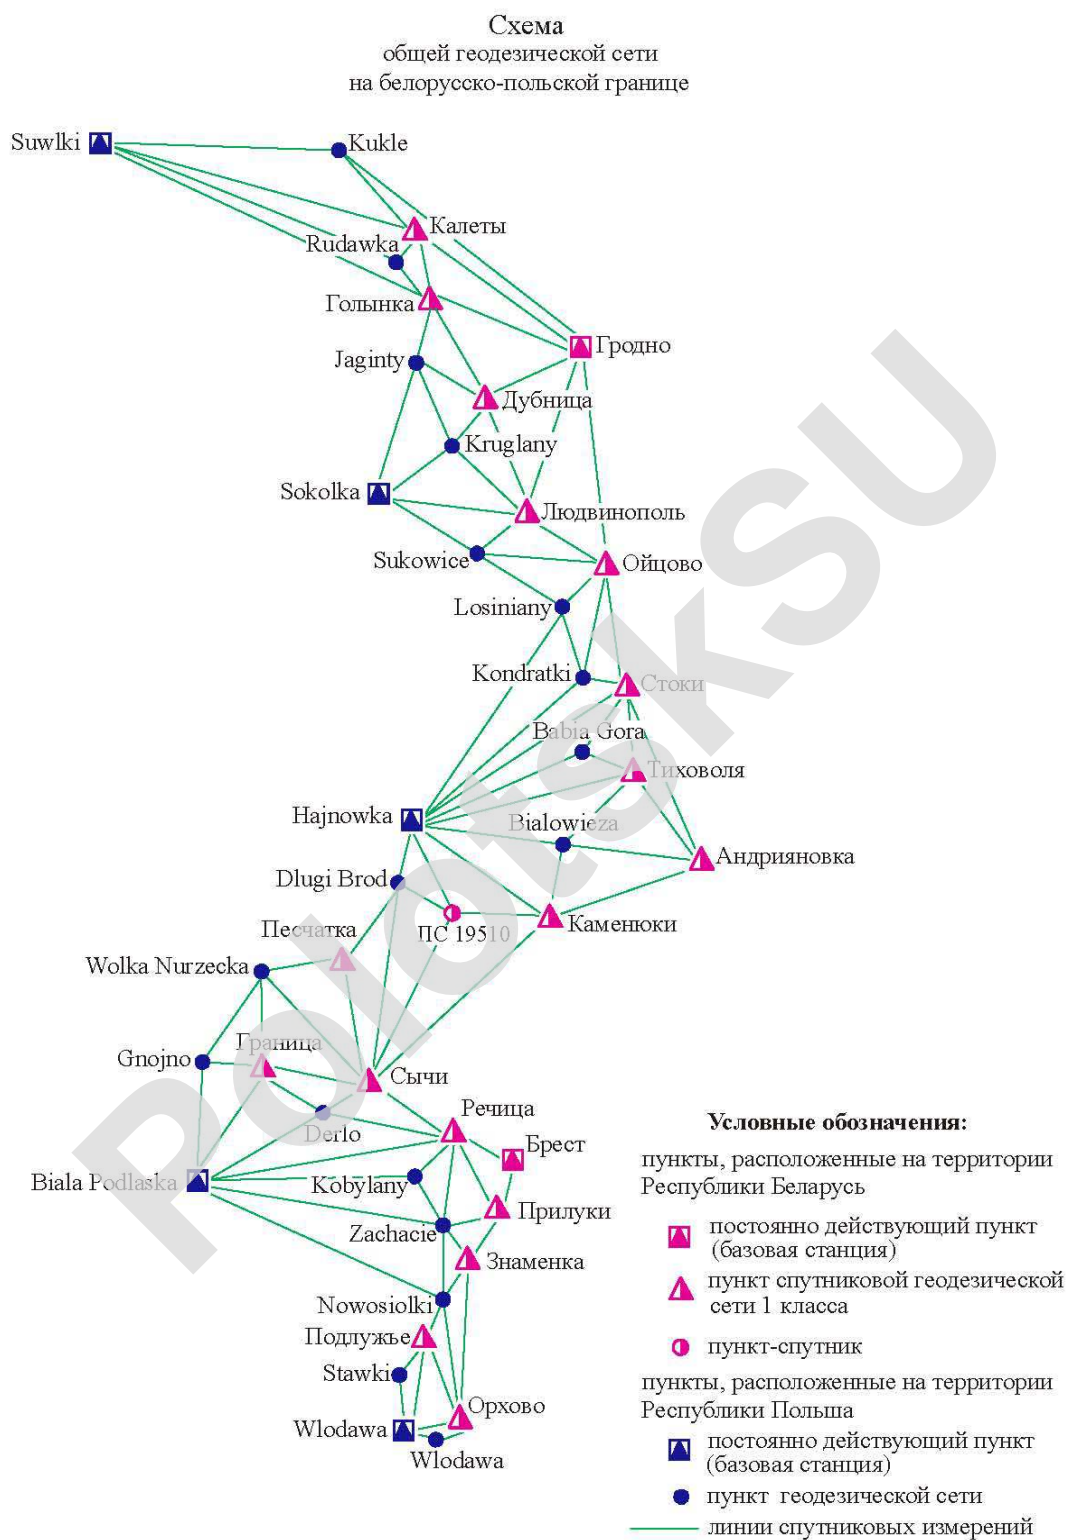 Схема
общей геодезической сети
на белорусско-польской границе
Suwlki
Kukle
Калеты
Rudawka
Голынка
Гродно
Jaginty
Дубница
Kruglany
Sokolka
Людвинополь
Sukowice
Ойцово
Losiniany
Kondratki
Стоки
Babia Gora
Тиховоля
Hajnowka
Bialowieza
Андрияновка
Dlugi Brod
Каменюки
ПС 19510
Песчатка
Wolka Nurzecka
Граница
Gnojno
Сычи
Речица
Derlo
Брест
Biala Podlaska
Kobylany
Прилуки
Zachacie
Знаменка
Nowosiolki
Подлужье
Stawki
Орхово
Wlodawa
Wlodawa
Условные обозначения:
пункты, расположенные на территории
Республики Беларусь
постоянно действующий пункт
(базовая станция)
пункт спутниковой геодезической
сети 1 класса
пункт-спутник
пункты, расположенные на территории
Республики Польша
постоянно действующий пункт
(базовая станция)
пункт геодезической сети
линии спутниковых измерений
PolotskSU